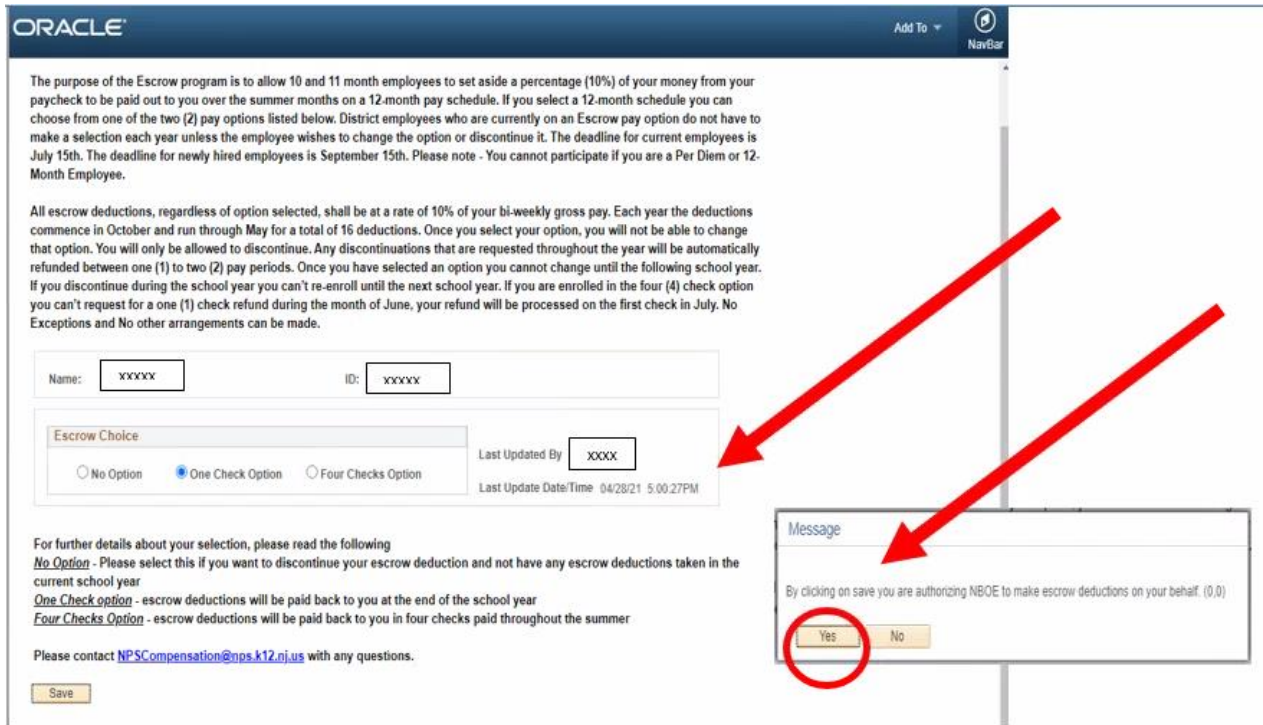 ORACLE
Add To
NavBar
The purpose of the Escrow program is to allow 10 and 11 month employees to set aside a percentage (10%) of your money from your
paycheck to be paid out to you over the summer months on a 12-month pay schedule. If you select a 12-month schedule you can
choose from one of the two (2) pay options listed below. District employees who are currently on an Escrow pay option do not have to
make a selection each year unless the employee wishes to change the option or discontinue it. The deadline for current employees is
July 15th. The deadline for newly hired employees is September 15th. Please note - You cannot participate if you are a Per Diem or 12-
Month Employee.
All escrow deductions, regardless of option selected, shall be at a rate of 10% of your bi-weekly gross pay. Each year the deductions
commence in October and run through May for a total of 16 deductions. Once you select your option, you will not be able to change
that option. You will only be allowed to discontinue. Any discontinuations that are requested throughout the year will be automatically
refunded between one (1) to two (2) pay periods. Once you have selected an option you cannot change until the following school year.
If you discontinue during the school year you can't re-enroll until the next school year. If you are enrolled in the four (4) check option
you can't request for a one (1) check refund during the month of June, your refund will be processed on the first check in July. No
Exceptions and No other arrangements can be made.
Name: xxxxx ID: xxxxx
Escrow Choice
No Option One Check Option Four Checks Option
Last Updated By xxxx
Last Update Date/Time 04/28/21 5:00:27PM
For further details about your selection, please read the following
No Option - Please select this if you want to discontinue your escrow deduction and not have any escrow deductions taken in the
current school year
One Check option - escrow deductions will be paid back to you at the end of the school year
Four Checks Option - escrow deductions will be paid back to you in four checks paid throughout the summer
Please contact NPSCompensation@nps.k12.nj.us with any questions.
Save
Message
By clicking on save you are authorizing NBOE to make escrow deductions on your behalf. (0,0)
Yes No